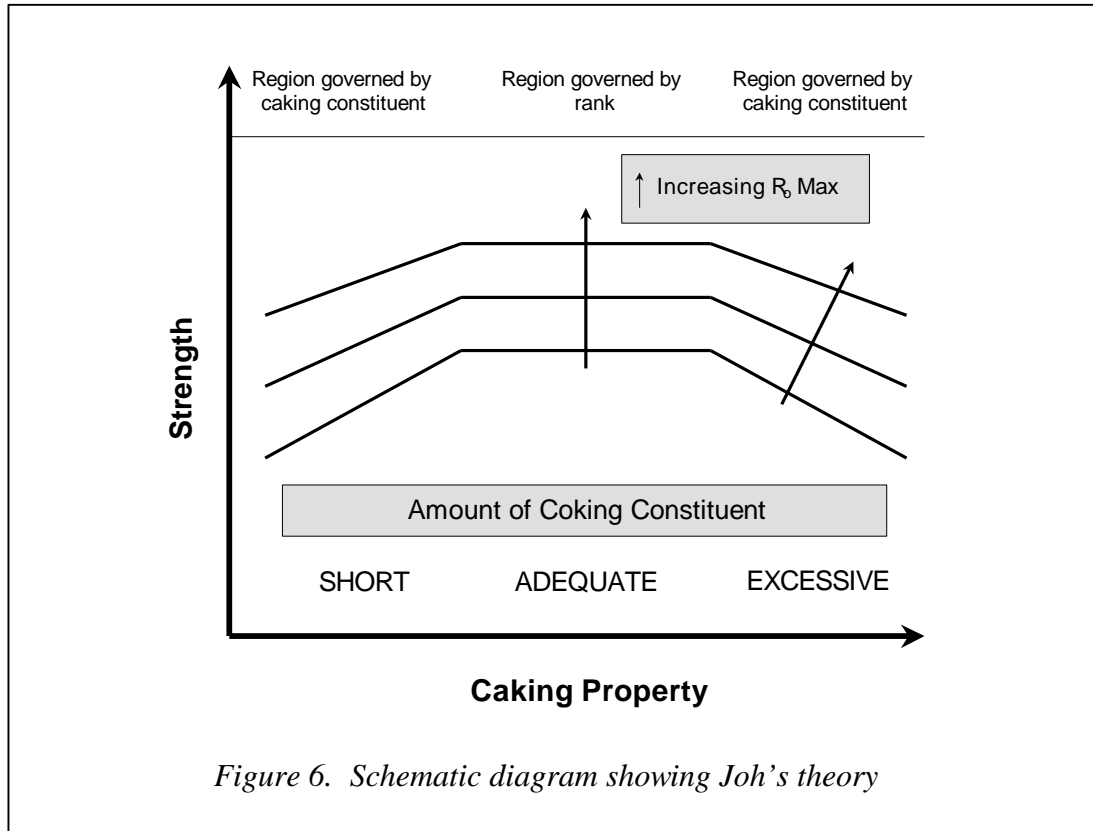 Region governed by
caking constituent
Region governed by
rank
Region governed by
caking constituent
↑ Increasing Ro Max
Strength
Amount of Coking Constituent
SHORT
ADEQUATE
EXCESSIVE
Caking Property
Figure 6. Schematic diagram showing Joh's theory